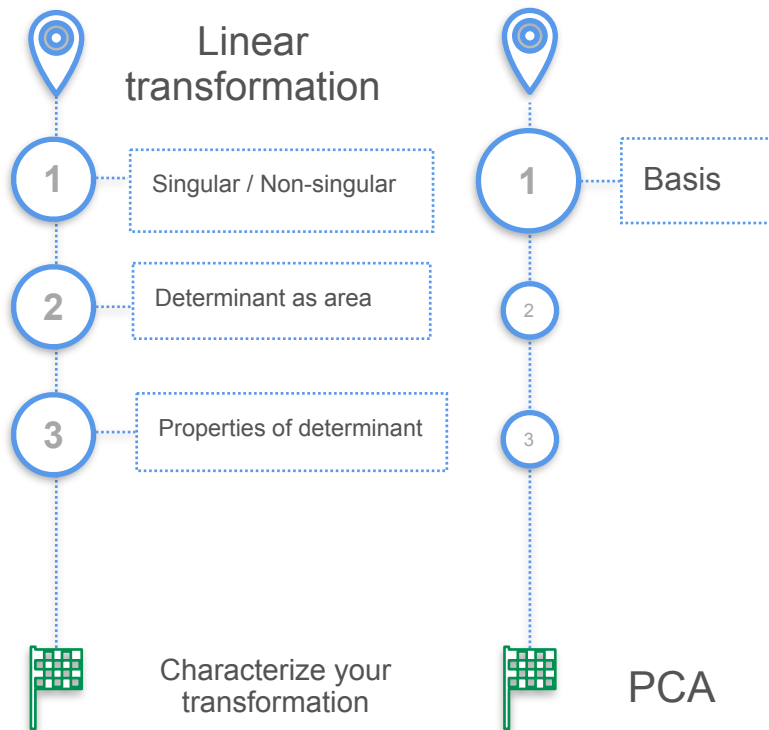 Linear
transformation
1
Singular / Non-singular
2
Determinant as area
3
Properties of determinant
Characterize your
transformation
1
Basis
2
3
PCA